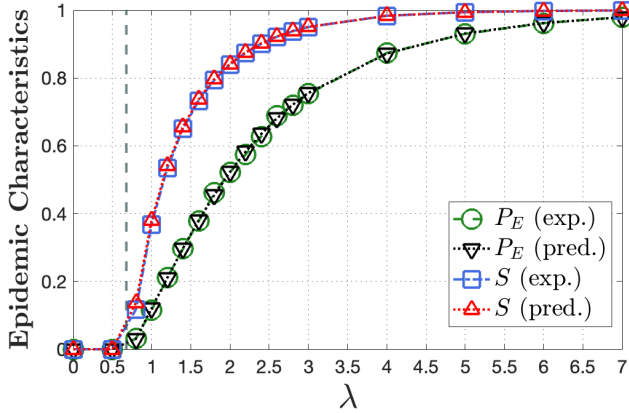 Epidemic Characteristics
1
0.8
0.6
0.4
0.2
0
0 0.5 1 1.5 2 2.5 3 3.5 4 4.5 5 5.5 6 6.5 7
λ
P_E (exp.)
P_E (pred.)
S (exp.)
S (pred.)